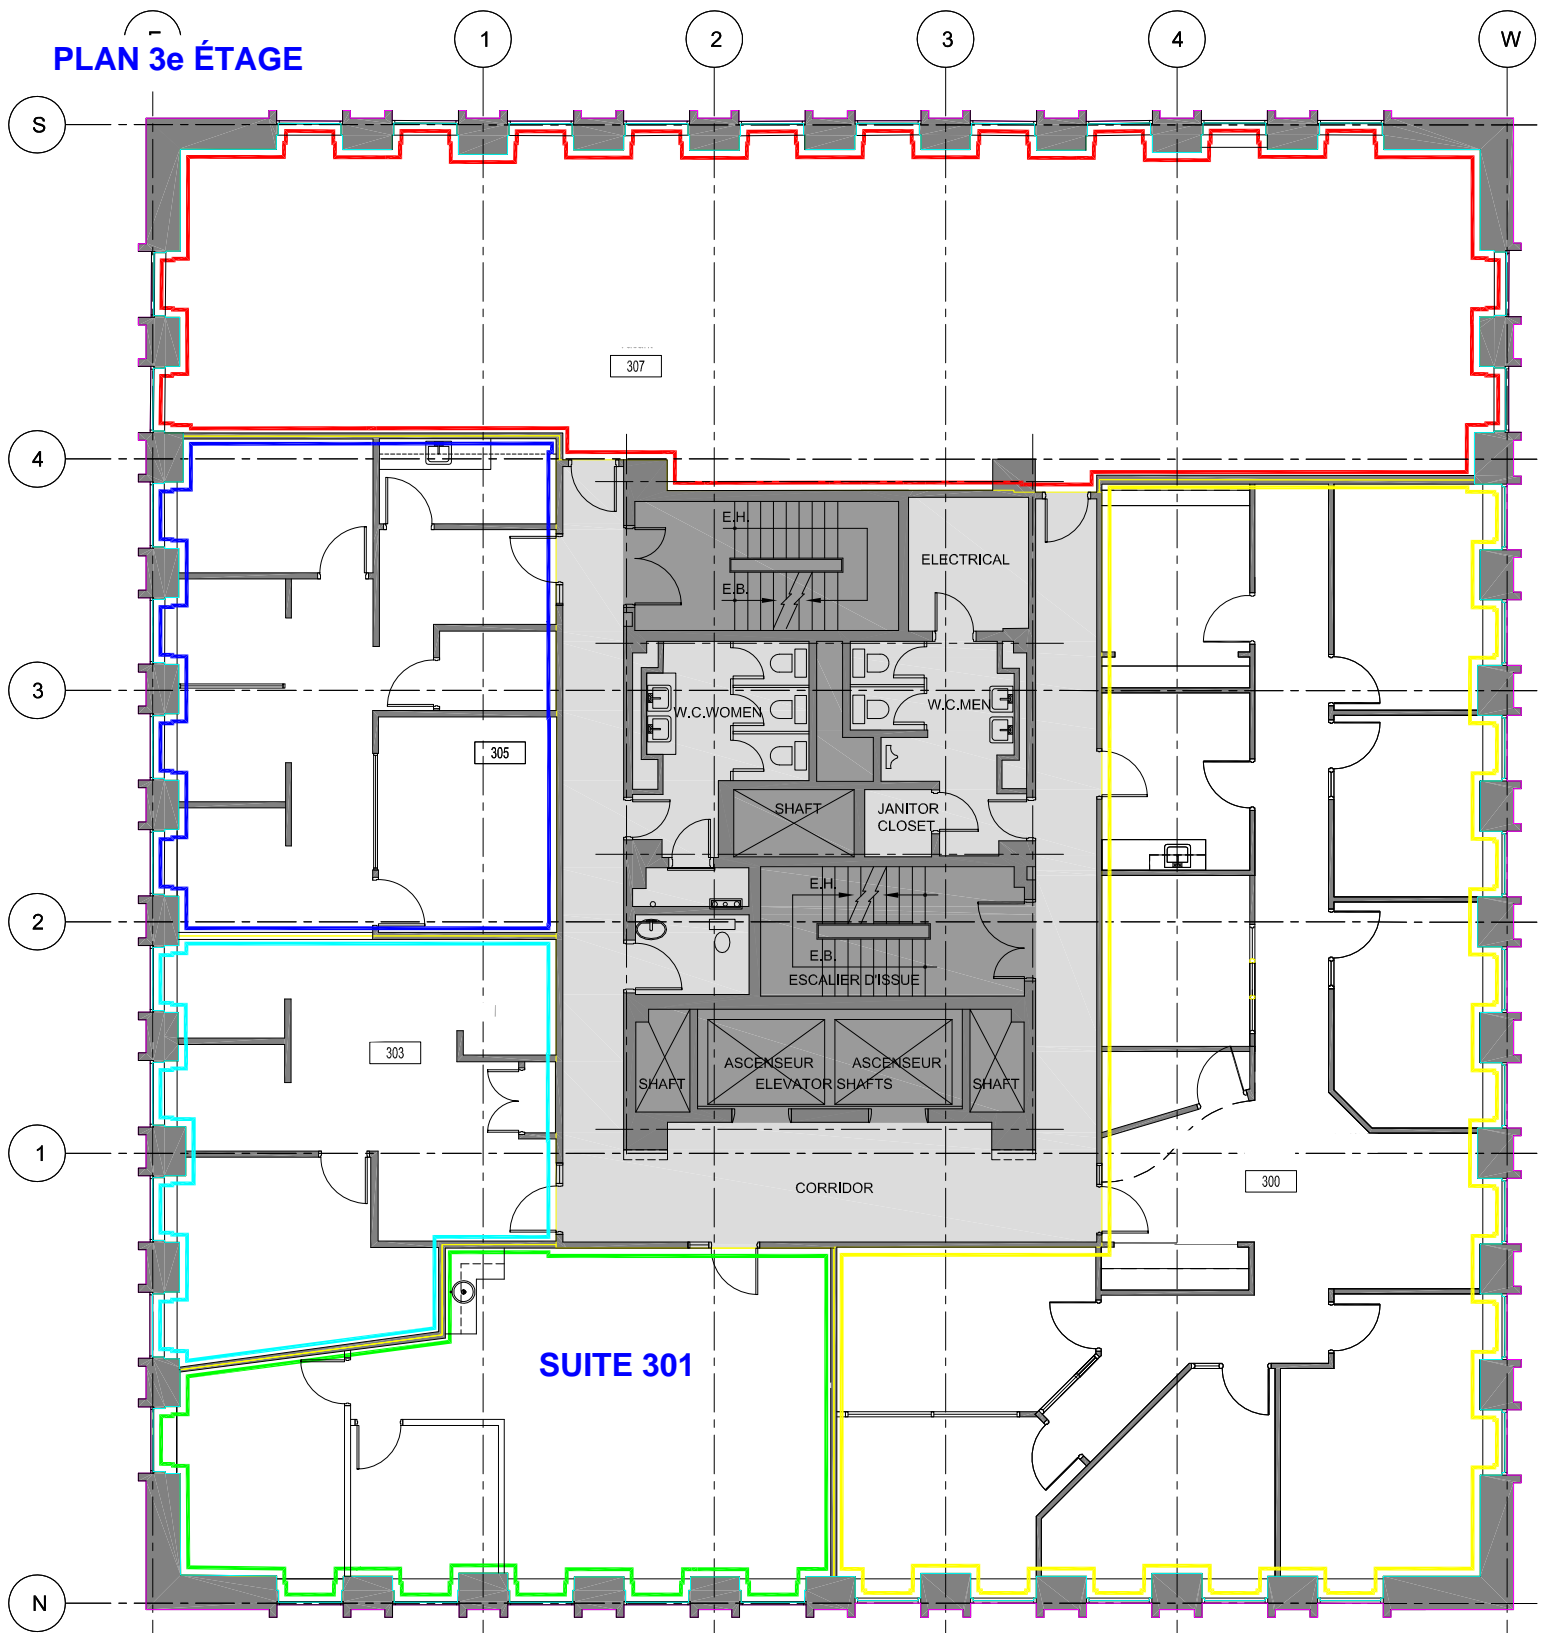 1
2
3
4
W
PLAN 3e ÉTAGE
S
307
4
E.H.
ELECTRICAL
E.B.
3
W.C.WOMEN
W.C.MEN
305
SHAFT
JANITOR
CLOSET
E.H.
2
E.B.
ESCALIER D'ISSUE
303
ASCENSEUR
ASCENSEUR
SHAFT
ELEVATOR SHAFTS
SHAFT
1
CORRIDOR
300
SUITE 301
N